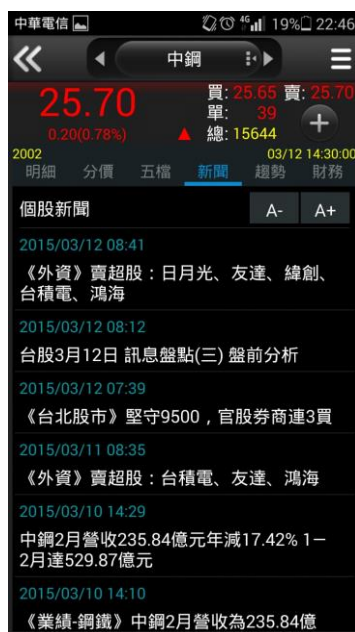 中華電信 4G 19% 22:46
中鋼
25.70 買: 25.65 賣: 25.70
單: 39
0.20(0.78%) ▲ 總: 15644
2002 03/12 14:30:00
明細 分價 五檔 新聞 趨勢 財務
個股新聞 A- A+
2015/03/12 08:41
《外資》賣超股：日月光、友達、緯創、
台積電、鴻海
2015/03/12 08:12
台股3月12日 訊息盤點(三) 盤前分析
2015/03/12 07:39
《台北股市》堅守9500，官股券商連3買
2015/03/11 08:35
《外資》賣超股：台積電、友達、鴻海
2015/03/10 14:29
中鋼2月營收235.84億元年減17.42% 1－
2月達529.87億元
2015/03/10 14:10
《業績-鋼鐵》中鋼2月營收為235.84億